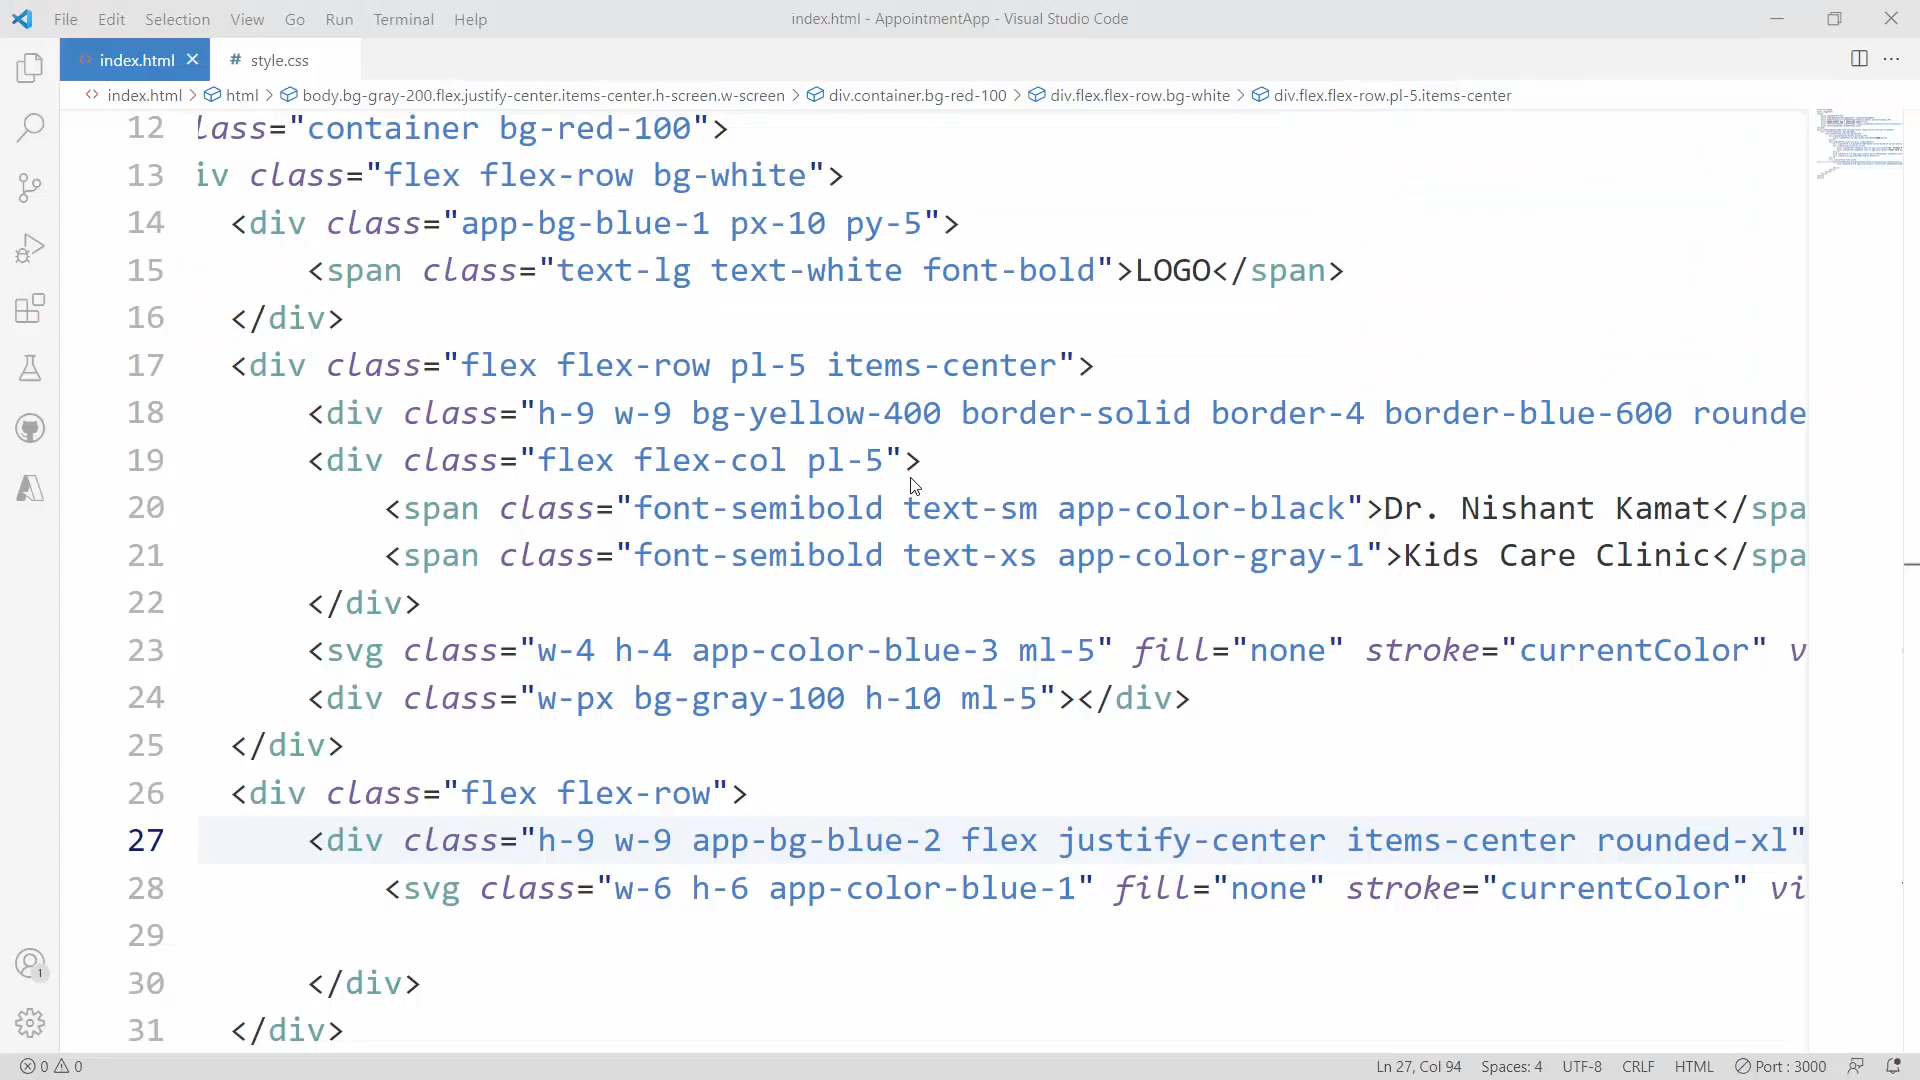 File Edit Selection View Go Run Terminal Help index.html - AppointmentApp - Visual Studio Code
<> index.html × # style.css
<> index.html > html > body.bg-gray-200.flex.justify-center.items-center.h-screen.w-screen > div.container.bg-red-100 > div.flex.flex-row.bg-white > div.flex.flex-row.pl-5.items-center
12 lass="container bg-red-100">
13 iv class="flex flex-row bg-white">
14 <div class="app-bg-blue-1 px-10 py-5">
15 <span class="text-lg text-white font-bold">LOGO</span>
16 </div>
17 <div class="flex flex-row pl-5 items-center">
18 <div class="h-9 w-9 bg-yellow-400 border-solid border-4 border-blue-600 rounde
19 <div class="flex flex-col pl-5">
20 <span class="font-semibold text-sm app-color-black">Dr. Nishant Kamat</spa
21 <span class="font-semibold text-xs app-color-gray-1">Kids Care Clinic</spa
22 </div>
23 <svg class="w-4 h-4 app-color-blue-3 ml-5" fill="none" stroke="currentColor" v
24 <div class="w-px bg-gray-100 h-10 ml-5"></div>
25 </div>
26 <div class="flex flex-row">
27 <div class="h-9 w-9 app-bg-blue-2 flex justify-center items-center rounded-xl"
28 <svg class="w-6 h-6 app-color-blue-1" fill="none" stroke="currentColor" vi
29
30 </div>
31 </div>
1
0 0 Ln 27, Col 94 Spaces: 4 UTF-8 CRLF HTML Port : 3000